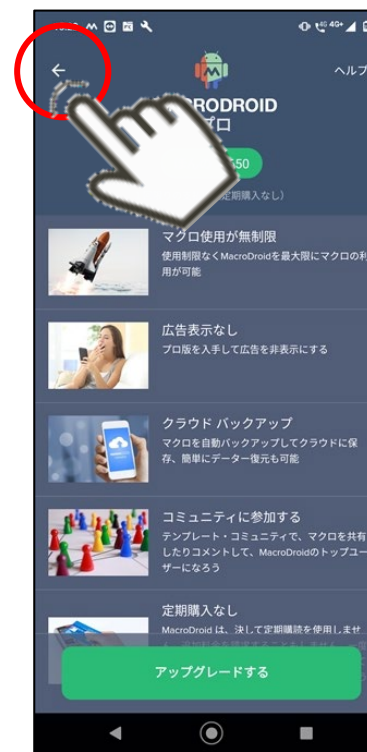 4G+
ヘルプ
RODROID
プロ
50
定期購入なし）
マクロ使用が無制限
使用制限なくMacroDroidを最大限にマクロの利
用が可能
広告表示なし
プロ版を入手して広告を非表示にする
クラウド バックアップ
マクロを自動バックアップしてクラウドに保
存、簡単にデーター復元も可能
コミュニティに参加する
テンプレート・コミュニティで、マクロを共有
したりコメントして、MacroDroidのトップユー
ザーになろう
定期購入なし
MacroDroid は、決して定期購読を使用しませ
アップグレードする